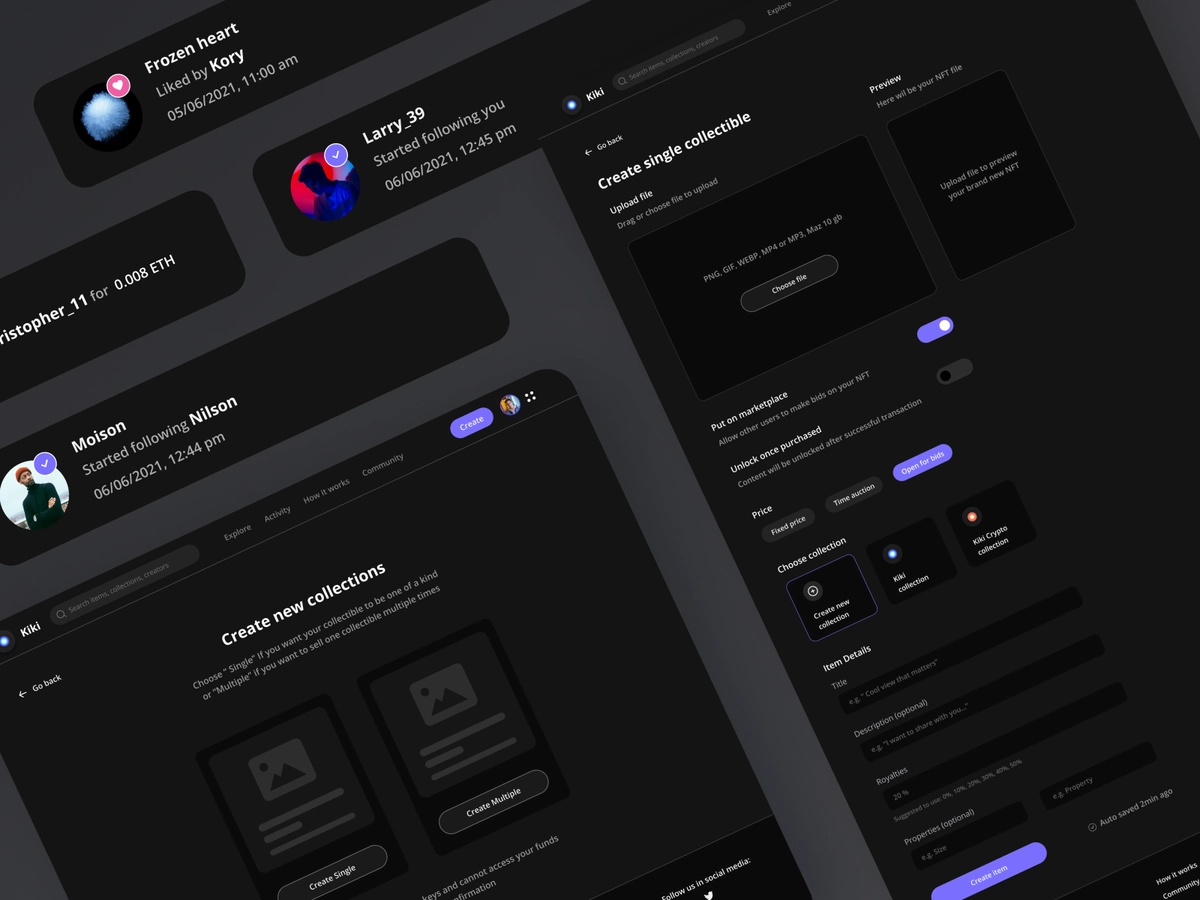 Frozen heart
Liked by Kory
05/06/2021, 11:00 am
Larry_39
Started following you
06/06/2021, 12:45 pm
ristopher_11 for 0.008 ETH
Moison
Started following Nilson
06/06/2021, 12:44 pm
Kiki
Search items, collections, creators
Explore
Activity
How it works
Community
Create
Go back
Create new collections
Choose " Single" if you want your collectible to be one of a kind
or "Multiple" if you want to sell one collectible multiple times
Create Single
Create Multiple
keys and cannot access your funds
nfirmation
Follow us in social media:
Kiki
Search items, collections, creators
Explore
Go back
Create single collectible
Upload file
Drag or choose file to upload
PNG, GIF, WEBP, MP4 or MP3, Maz 10 gb
Choose file
Preview
Here wil be your NFT file
Upload file to preview
your brand new NFT
Put on marketplace
Allow other users to make bids on your NFT
Unlock once purchased
Content will be unlocked after successful transaction
Price
Fixed price
Time auction
Open for bids
Choose collection
Create new
collection
Kiki
collection
Kiki Crypto
collection
Item Details
Title
e.g. " Cool view that matters"
Description (optional)
e.g. "I want to share with you..."
Royalties
20 %
Suggested to use: 0%, 10%, 20%, 30%, 40%, 50%
Properties (optional)
e.g. Size
e.g. Property
Create item
Auto saved 2min ago
How it works
Community